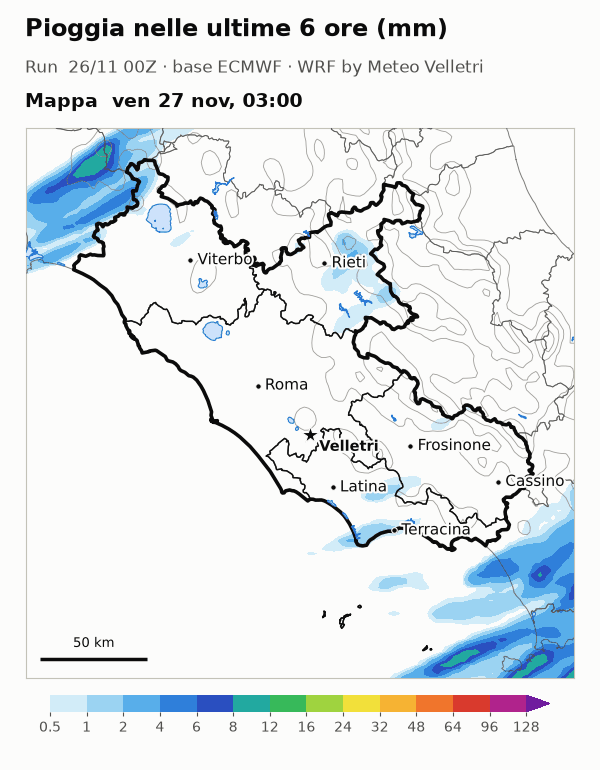 Pioggia nelle ultime 6 ore (mm)
Run  26/11 00Z · base ECMWF · WRF by Meteo Velletri
Mappa  ven 27 nov, 03:00
Viterbo
Rieti
Roma
Velletri
Frosinone
Latina
Cassino
Terracina
50 km
0.5 1 2 4 6 8 12 16 24 32 48 64 96 128